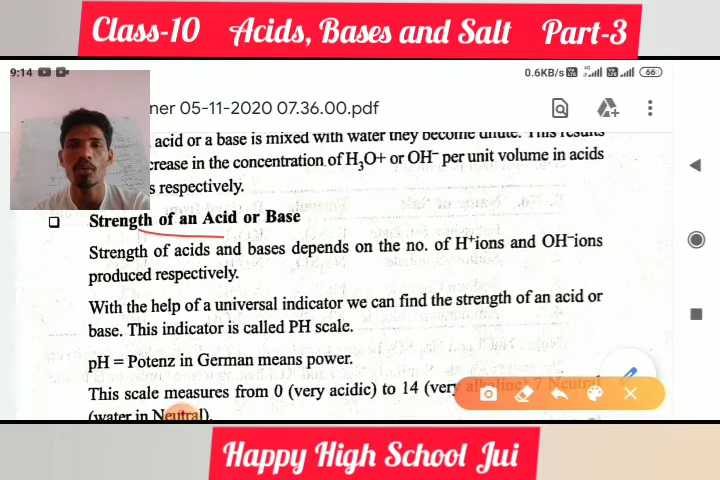 Class-10 Acids, Bases and Salt Part-3
9:14 0.6KB/s 66
ner 05-11-2020 07.36.00.pdf
acid or a base is mixed with water they become dilute. This results
crease in the concentration of H₃O+ or OH⁻ per unit volume in acids
s respectively.
❑ Strength of an Acid or Base
Strength of acids and bases depends on the no. of H⁺ions and OH⁻ions
produced respectively.
With the help of a universal indicator we can find the strength of an acid or
base. This indicator is called PH scale.
pH = Potenz in German means power.
This scale measures from 0 (very acidic) to 14 (very alkaline) 7 Neutral
(water in Neutral).
Happy High School Jui